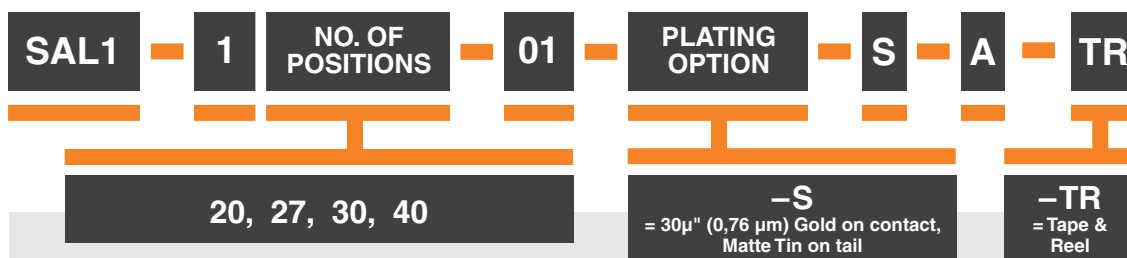 SAL1 – 1 NO. OF POSITIONS – 01 – PLATING OPTION – S – A – TR
20, 27, 30, 40
–S
= 30µ" (0,76 µm) Gold on contact,
Matte Tin on tail
–TR
= Tape &
Reel